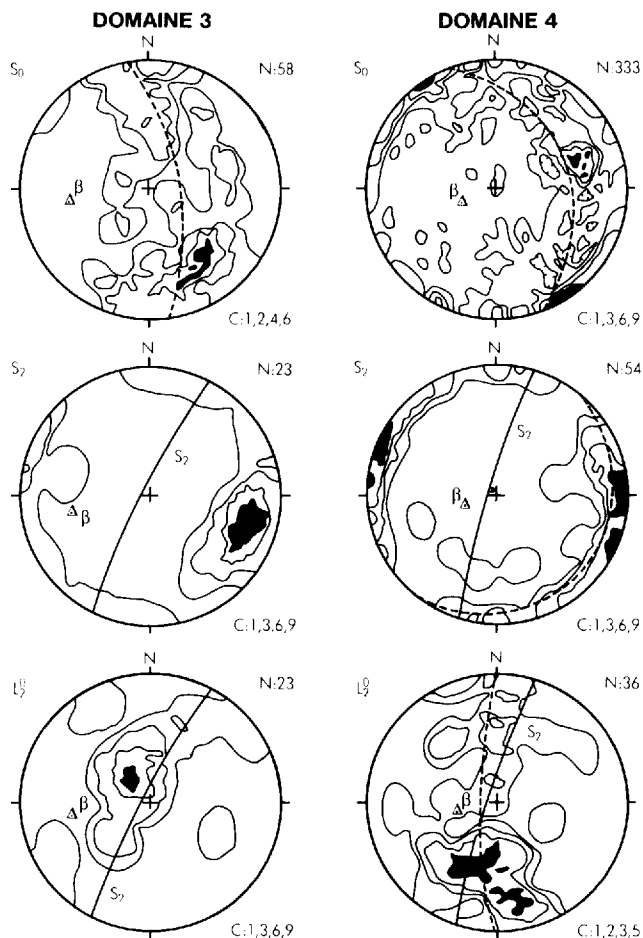 DOMAINE 3
DOMAINE 4
N
S₀
N:58
β
C:1,2,4,6
N
S₀
N:333
β
C:1,3,6,9
N
S₂
N:23
S₂
β
C:1,3,6,9
N
S₂
N:54
S₂
β
C:1,3,6,9
N
N:23
β
S₂
C:1,3,6,9
N
N:36
S₂
β
C:1,2,3,5